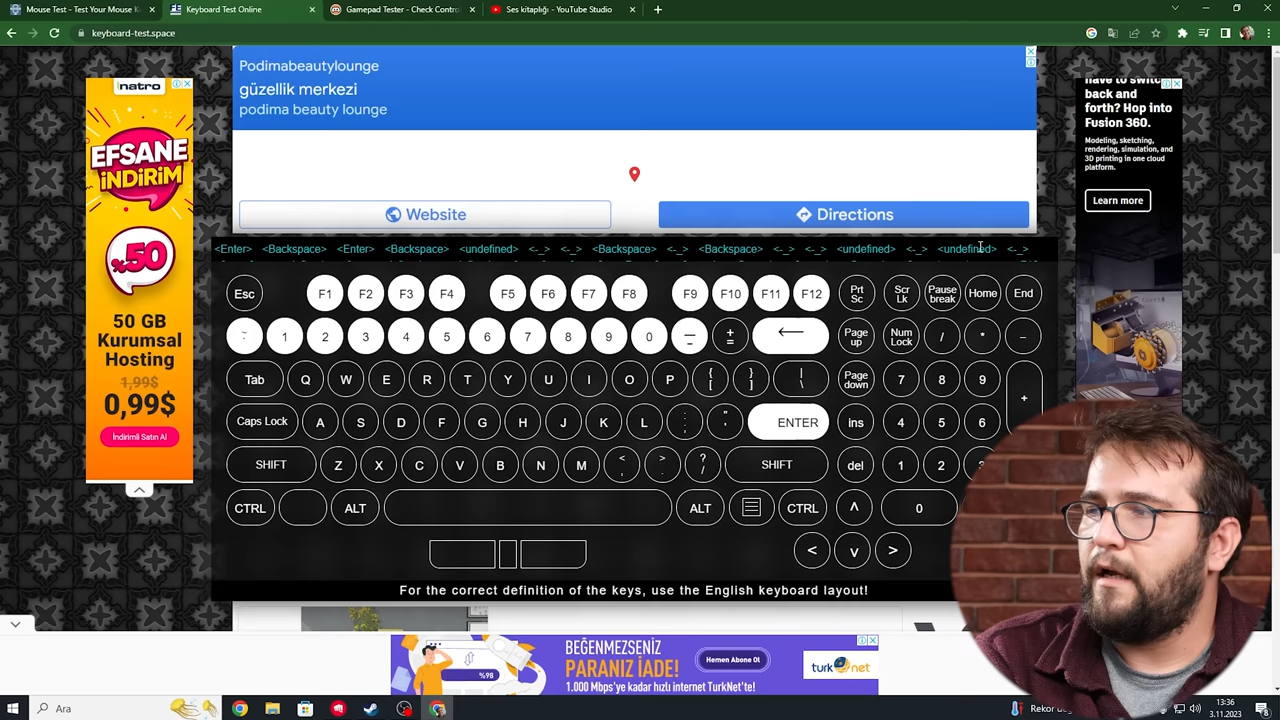 Mouse Test - Test Your Mouse K
Keyboard Test Online
Gamepad Tester - Check Contro
Ses kitaplığı - YouTube Studio
keyboard-test.space
natro
EFSANE
İNDİRİM
%50
50 GB
Kurumsal
Hosting
1,99$
0,99$
İndirimli Satın Al
Podimabeautylounge
güzellik merkezi
podima beauty lounge
Website
Directions
have to switch
back and
forth? Hop into
Fusion 360.
Modeling, sketching,
rendering, simulation, and
3D printing in one cloud
platform.
Learn more
<Enter> <Backspace> <Enter> <Backspace> <undefined> <-_> <-_> <Backspace> <-_> <Backspace> <-_> <-_> <undefined> <-_> <undefined> <-_>
Esc F1 F2 F3 F4 F5 F6 F7 F8 F9 F10 F11 F12 Prt Sc Scr Lk Pause break Home End
~ 1 2 3 4 5 6 7 8 9 0 — - + = ← Page up Num Lock / * –
Tab Q W E R T Y U I O P { [ } ] | \ Page down 7 8 9 +
Caps Lock A S D F G H J K L : ; " ' ENTER ins 4 5 6
SHIFT Z X C V B N M < , > . ? / SHIFT del 1 2 3
CTRL ALT ALT CTRL ^ 0
< v >
For the correct definition of the keys, use the English keyboard layout!
%98
BEĞENMEZSENİZ
PARANIZ İADE!
1.000 Mbps'ye kadar hızlı internet TurkNet'te!
Hemen Abone Ol
turknet
Ara
Rekor de
13:36
3.11.2023
8